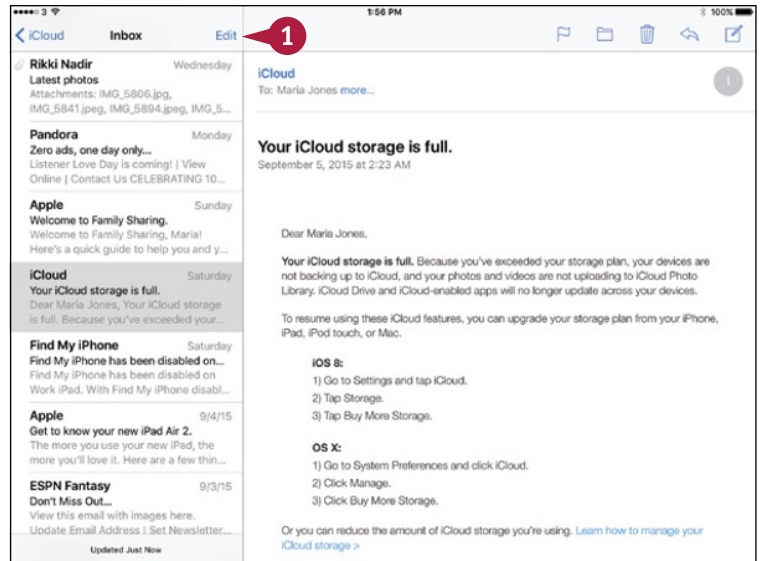 3 1:56 PM 100%
iCloud Inbox Edit 1
Rikki Nadir Wednesday
Latest photos
Attachments: IMG_5806.jpg,
IMG_5841.jpeg, IMG_5894.jpeg, IMG_5...
Pandora Monday
Zero ads, one day only...
Listener Love Day is coming! | View
Online | Contact Us CELEBRATING 10...
Apple Sunday
Welcome to Family Sharing.
Welcome to Family Sharing, Maria!
Here's a quick guide to help you and y...
iCloud Saturday
Your iCloud storage is full.
Dear Maria Jones, Your iCloud storage
is full. Because you've exceeded your...
Find My iPhone Saturday
Find My iPhone has been disabled on...
Find My iPhone has been disabled on
Work iPad. With Find My iPhone disabl...
Apple 9/4/15
Get to know your new iPad Air 2.
The more you use your new iPad, the
more you'll love it. Here are a few thin...
ESPN Fantasy 9/3/15
Don't Miss Out...
View this email with images here.
Update Email Address | Set Newsletter...
Updated Just Now
iCloud
To: Maria Jones more...
I
Your iCloud storage is full.
September 5, 2015 at 2:23 AM
Dear Maria Jones,
Your iCloud storage is full. Because you've exceeded your storage plan, your devices are
not backing up to iCloud, and your photos and videos are not uploading to iCloud Photo
Library. iCloud Drive and iCloud-enabled apps will no longer update across your devices.
To resume using these iCloud features, you can upgrade your storage plan from your iPhone,
iPad, iPod touch, or Mac.
iOS 8:
1) Go to Settings and tap iCloud.
2) Tap Storage.
3) Tap Buy More Storage.
OS X:
1) Go to System Preferences and click iCloud.
2) Click Manage.
3) Click Buy More Storage.
Or you can reduce the amount of iCloud storage you're using. Learn how to manage your
iCloud storage >